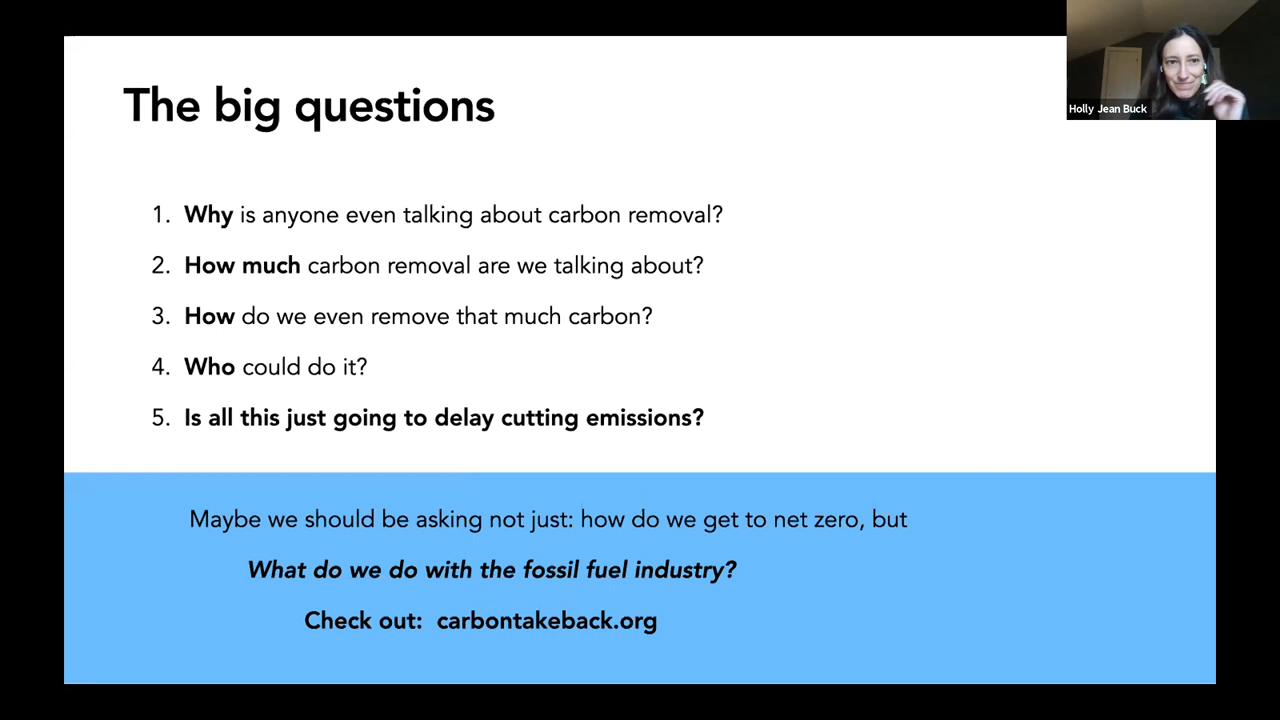 The big questions
Holly Jean Buck
1. Why is anyone even talking about carbon removal?
2. How much carbon removal are we talking about?
3. How do we even remove that much carbon?
4. Who could do it?
5. Is all this just going to delay cutting emissions?
Maybe we should be asking not just: how do we get to net zero, but
What do we do with the fossil fuel industry?
Check out: carbontakeback.org